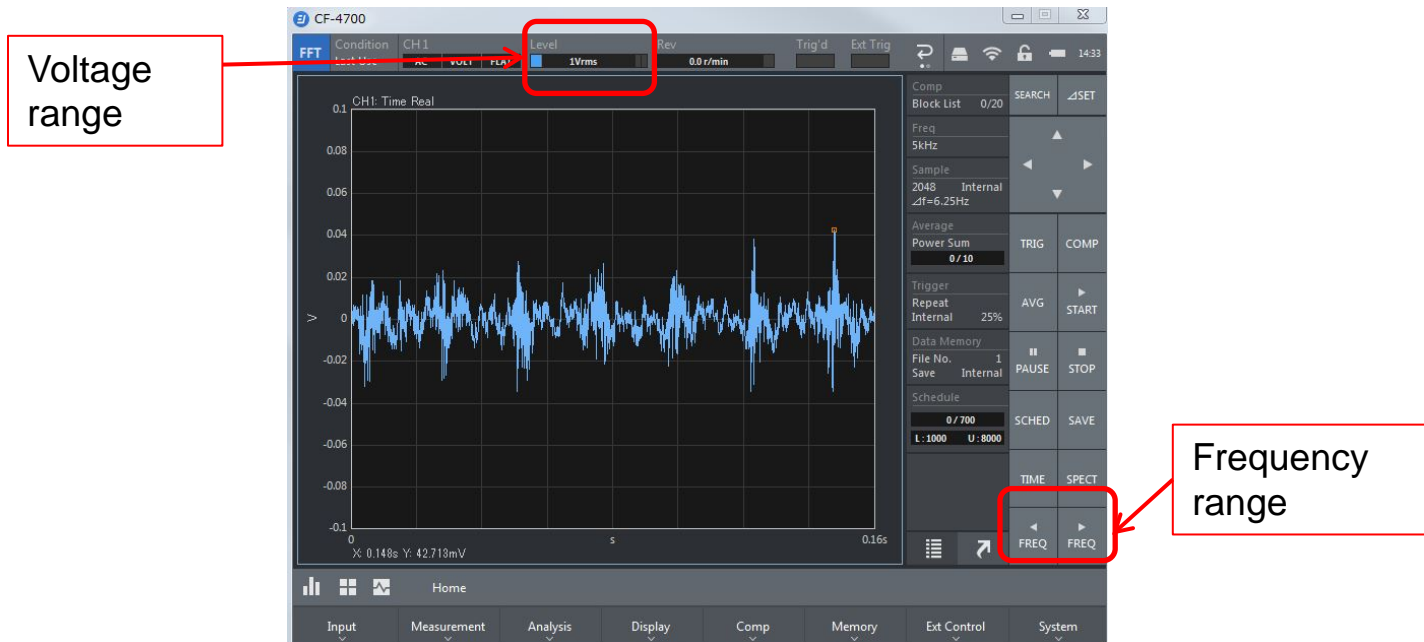 CF-4700
Voltage
range
FFT
Condition
Last Use
CH1
AC VOLT FLAT
Level
1Vrms
Rev
0.0 r/min
Trig'd
Ext Trig
14:33
CH1: Time Real
0.1
0.08
0.06
0.04
0.02
V 0
-0.02
-0.04
-0.06
-0.08
-0.1
0 s 0.16s
X: 0.148s Y: 42.713mV
Comp
Block List 0/20
Freq
5kHz
Sample
2048 Internal
⊿f=6.25Hz
Average
Power Sum
0 / 10
Trigger
Repeat
Internal 25%
Data Memory
File No. 1
Save Internal
Schedule
0 / 700
L : 1000 U : 8000
SEARCH ⊿SET
TRIG COMP
AVG START
PAUSE STOP
SCHED SAVE
TIME SPECT
FREQ FREQ
Frequency
range
Home
Input Measurement Analysis Display Comp Memory Ext Control System